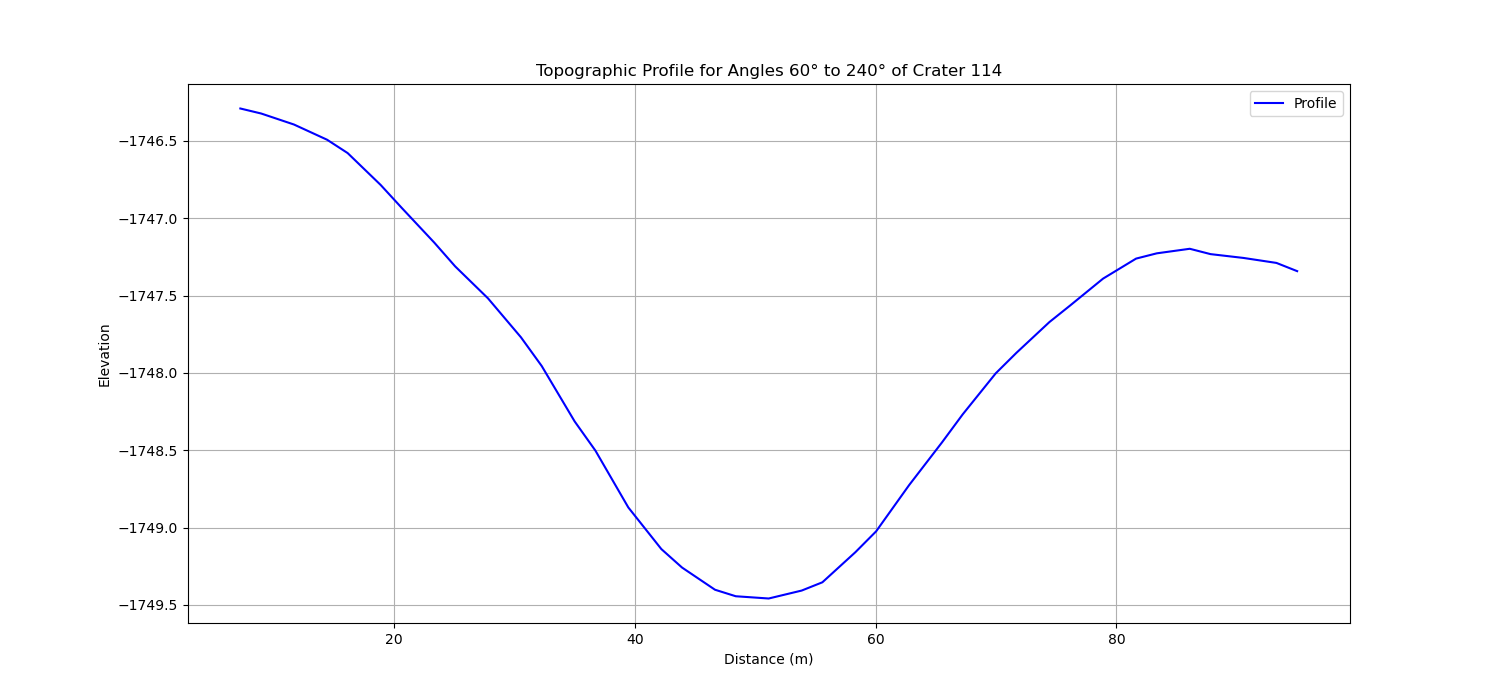 Topographic Profile for Angles 60° to 240° of Crater 114
Profile
−1746.5
−1747.0
−1747.5
−1748.0
−1748.5
−1749.0
−1749.5
Elevation
20 40 60 80
Distance (m)